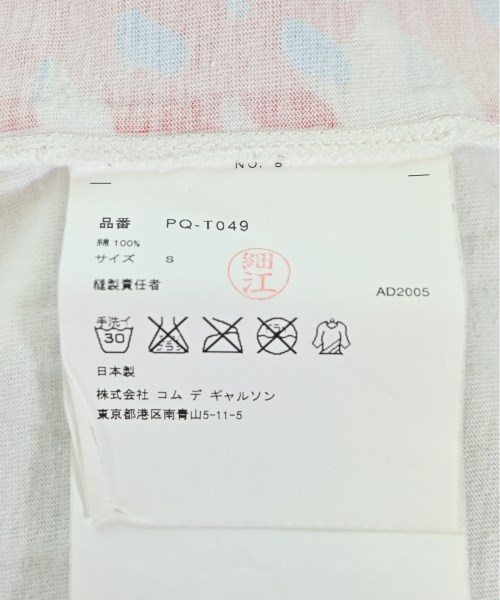 NO. 9
品番 PQ-T049
綿 100%
サイズ S
細江
縫製責任者
AD2005
手洗イ
30
日本製
株式会社 コム デ ギャルソン
東京都港区南青山5-11-5